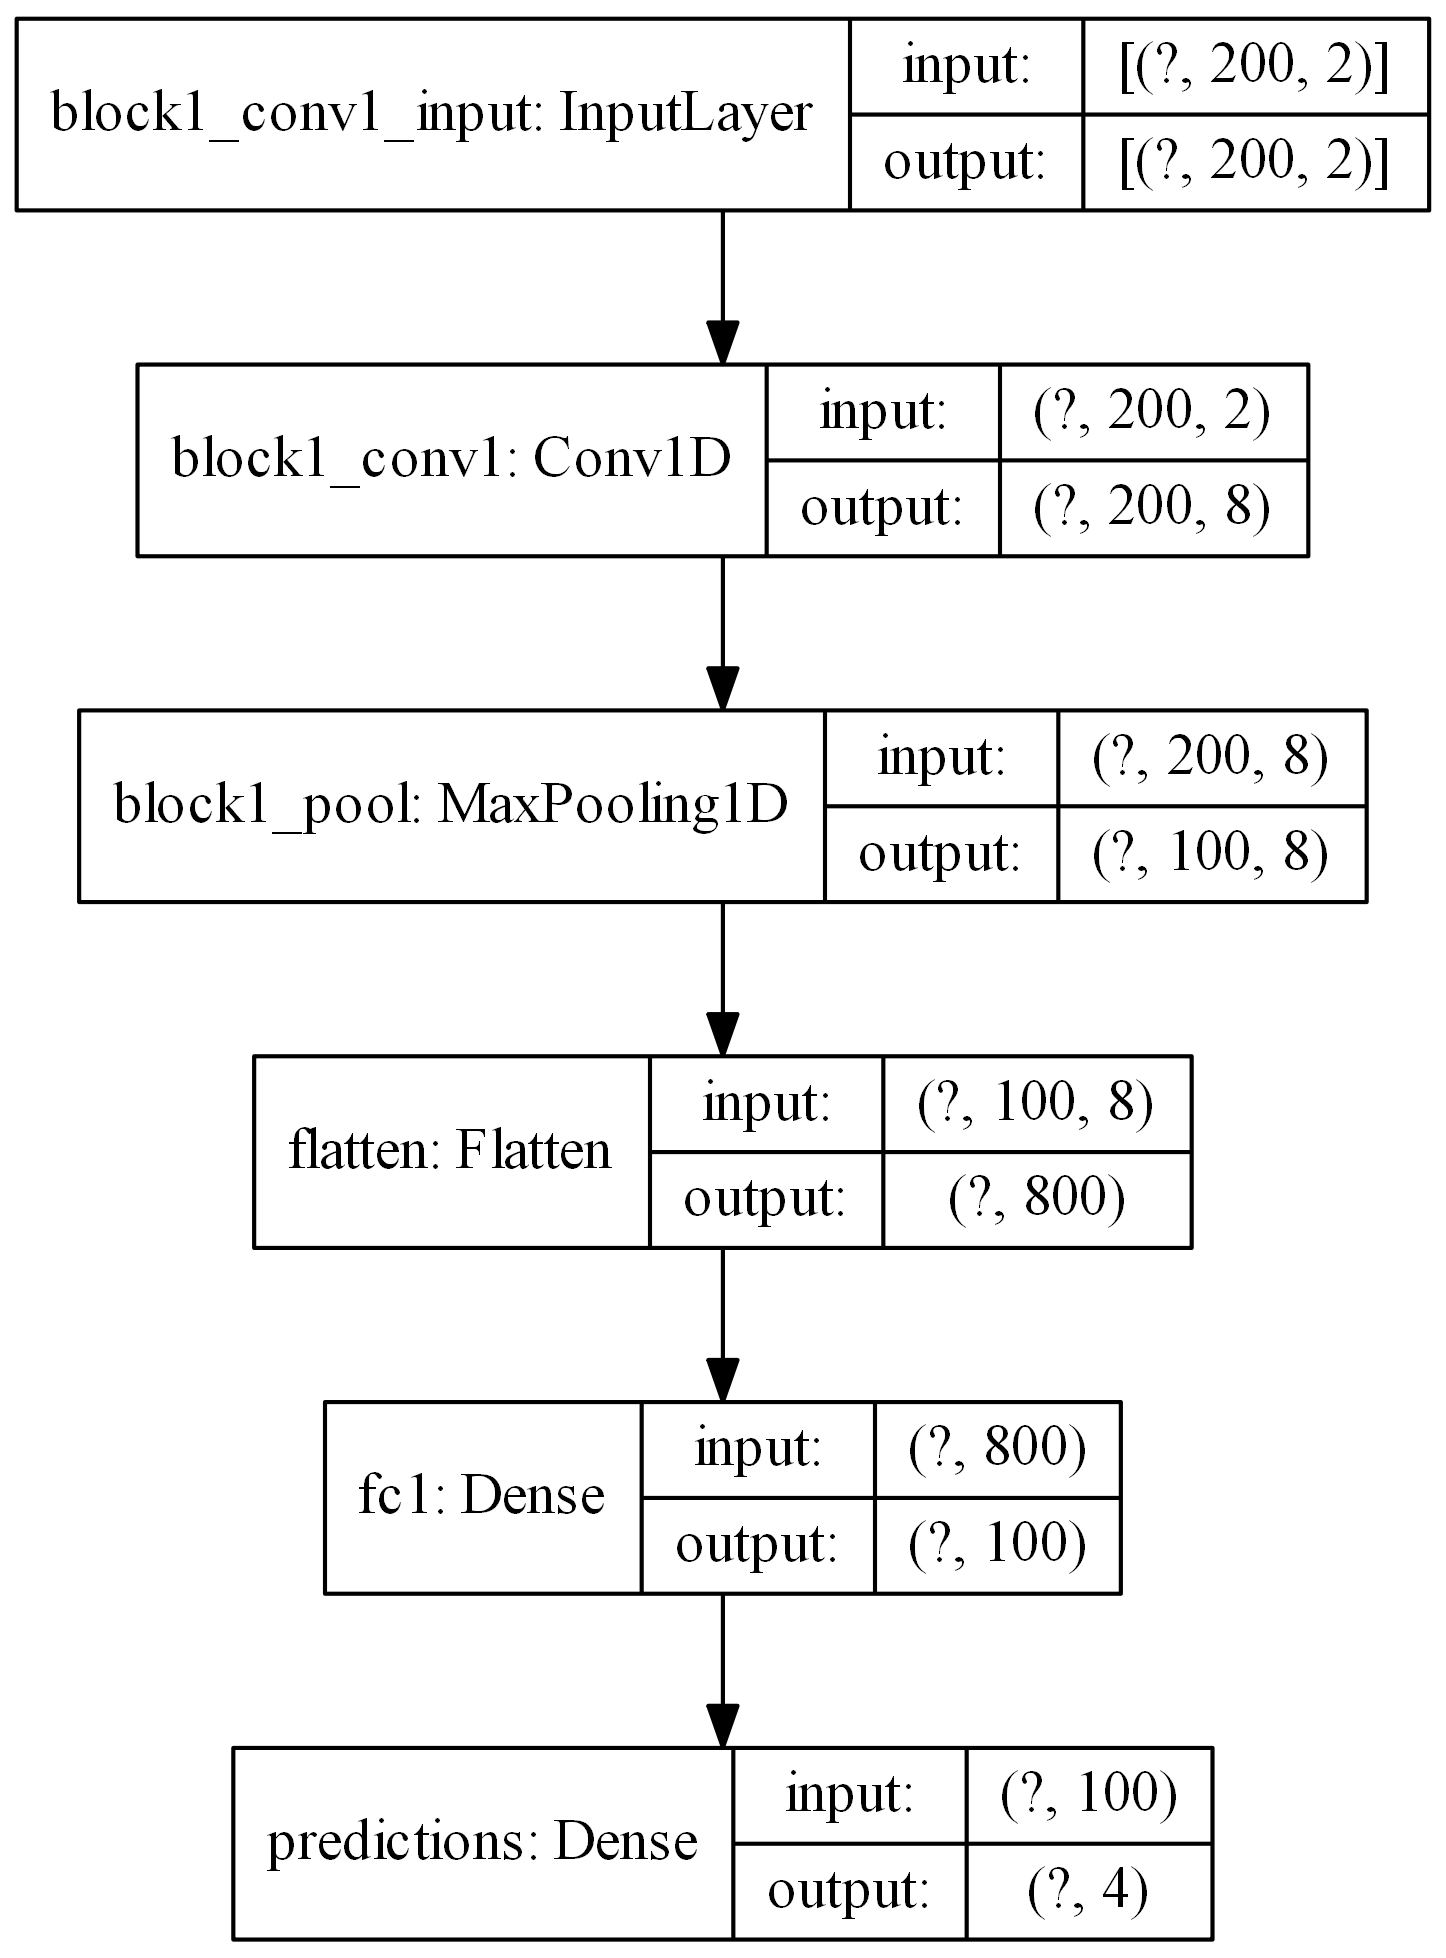 block1_conv1_input: InputLayer
input:
[(?, 200, 2)]
output:
[(?, 200, 2)]
block1_conv1: Conv1D
input:
(?, 200, 2)
output:
(?, 200, 8)
block1_pool: MaxPooling1D
input:
(?, 200, 8)
output:
(?, 100, 8)
flatten: Flatten
input:
(?, 100, 8)
output:
(?, 800)
fc1: Dense
input:
(?, 800)
output:
(?, 100)
predictions: Dense
input:
(?, 100)
output:
(?, 4)